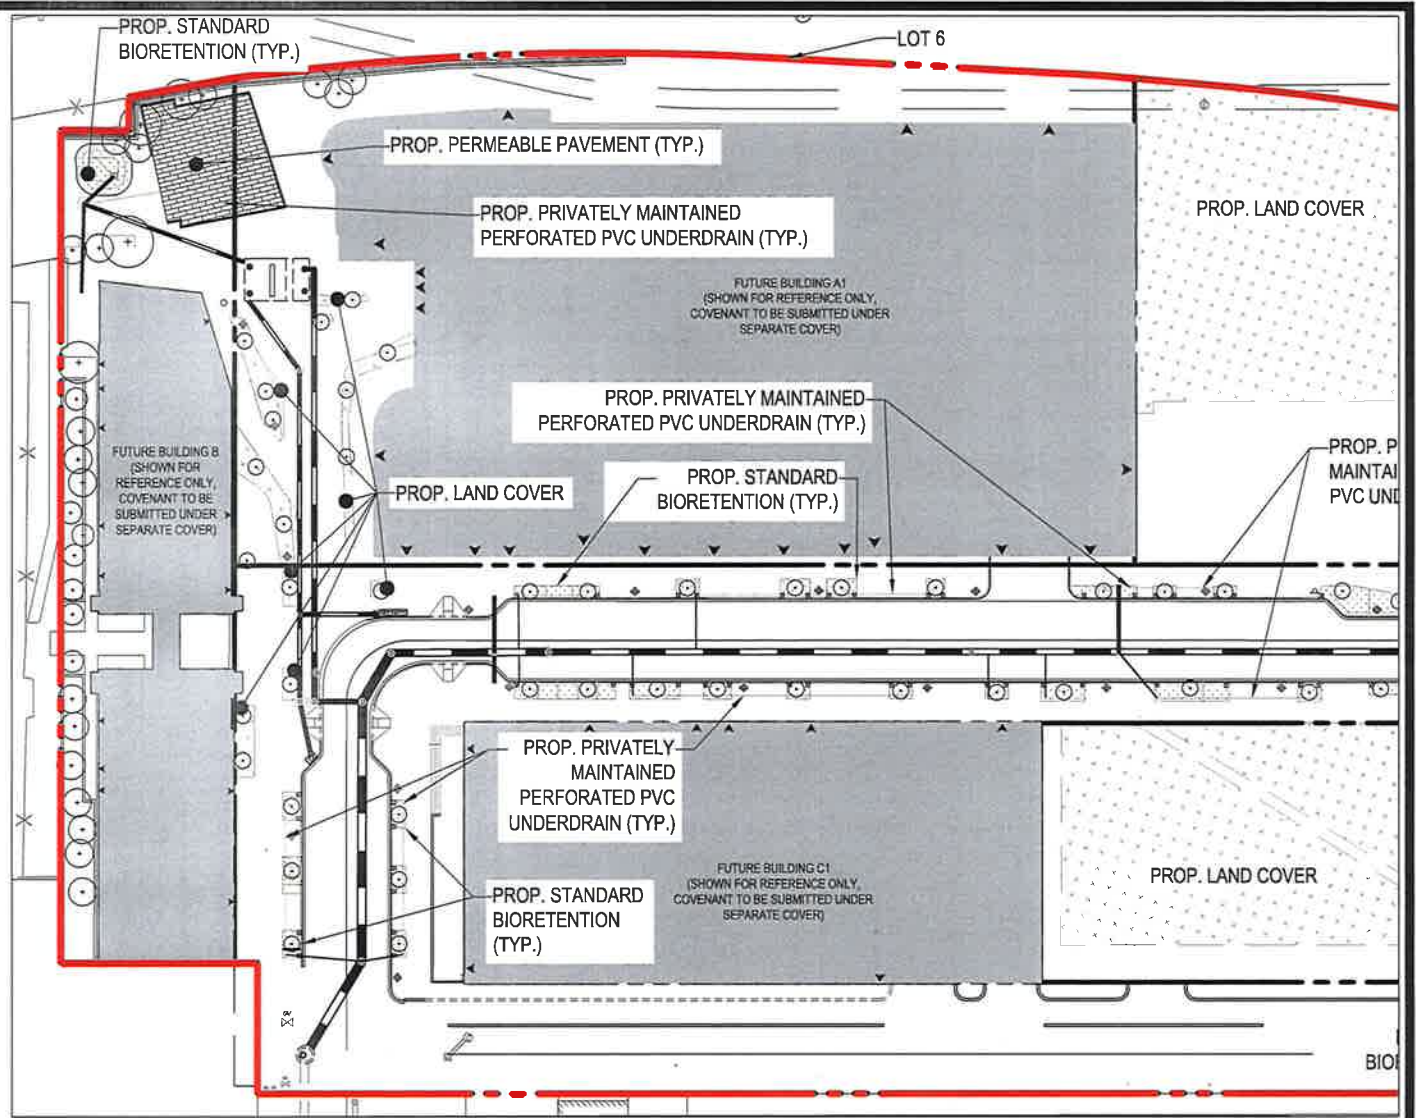 PROP. STANDARD
BIORETENTION (TYP.)
LOT 6
PROP. PERMEABLE PAVEMENT (TYP.)
PROP. PRIVATELY MAINTAINED
PERFORATED PVC UNDERDRAIN (TYP.)
PROP. LAND COVER
FUTURE BUILDING A1
(SHOWN FOR REFERENCE ONLY,
COVENANT TO BE SUBMITTED UNDER
SEPARATE COVER)
PROP. PRIVATELY MAINTAINED
PERFORATED PVC UNDERDRAIN (TYP.)
FUTURE BUILDING B
(SHOWN FOR
REFERENCE ONLY,
COVENANT TO BE
SUBMITTED UNDER
SEPARATE COVER)
PROP. LAND COVER
PROP. STANDARD
BIORETENTION (TYP.)
PROP. P
MAINTAI
PVC UND
PROP. PRIVATELY
MAINTAINED
PERFORATED PVC
UNDERDRAIN (TYP.)
PROP. STANDARD
BIORETENTION
(TYP.)
FUTURE BUILDING C1
(SHOWN FOR REFERENCE ONLY,
COVENANT TO BE SUBMITTED UNDER
SEPARATE COVER)
PROP. LAND COVER
BIOR